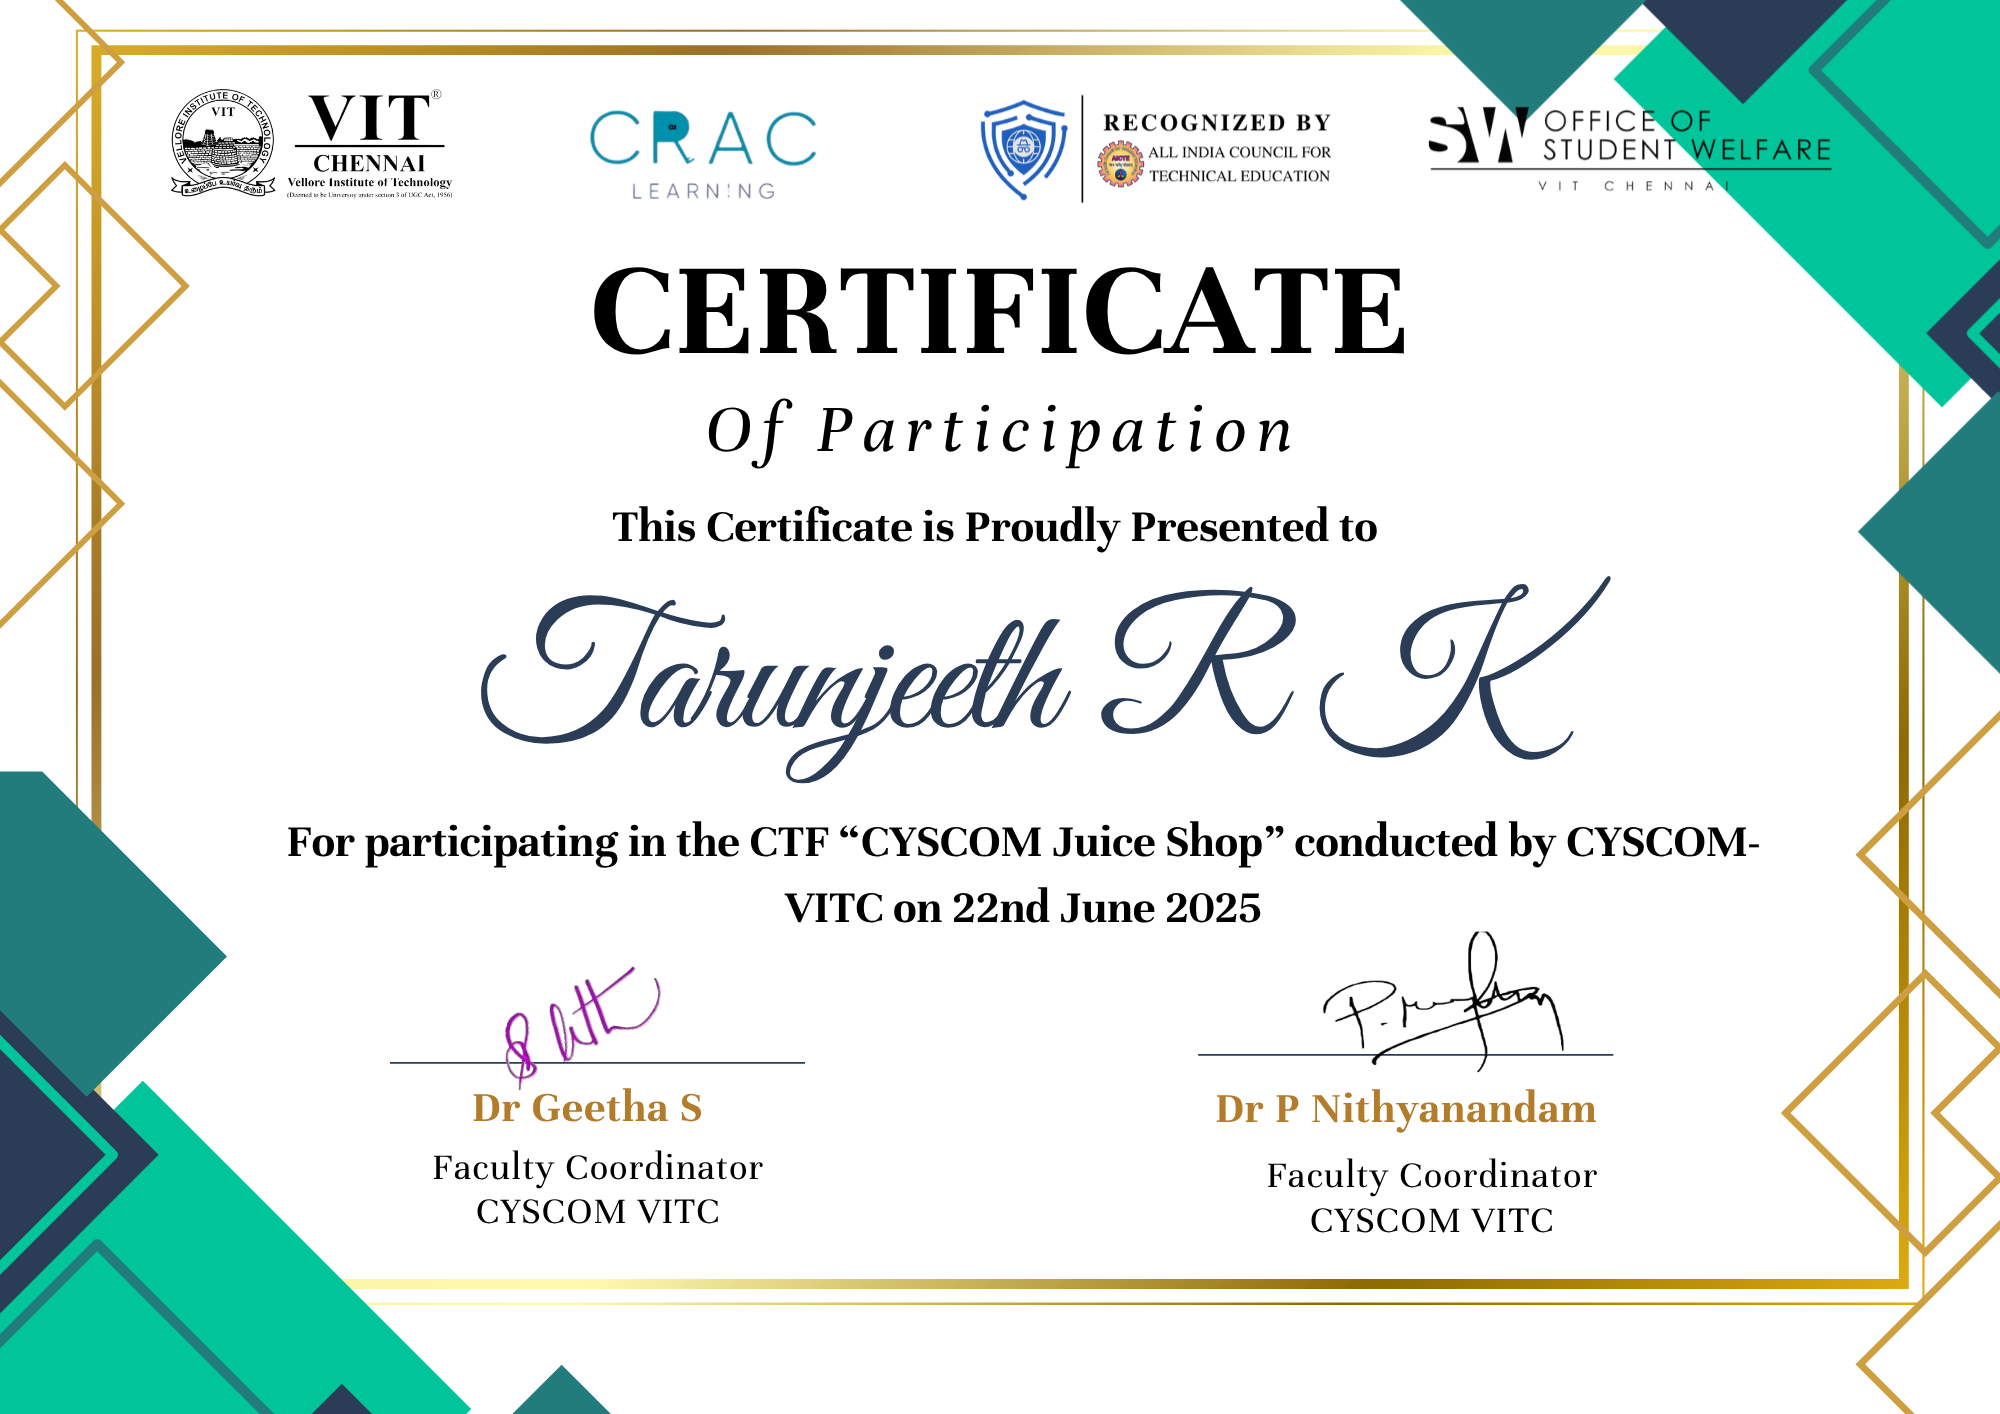 VELLORE INSTITUTE OF TECHNOLOGY
VIT
VIT®
CHENNAI
Vellore Institute of Technology
(Deemed to be University under section 3 of UGC Act, 1956)
CRAC
LEARNING
RECOGNIZED BY
AICTE
ALL INDIA COUNCIL FOR
TECHNICAL EDUCATION
SW
OFFICE OF
STUDENT WELFARE
VIT CHENNAI
CERTIFICATE
Of Participation
This Certificate is Proudly Presented to
Tarunjeeth R K
For participating in the CTF “CYSCOM Juice Shop” conducted by CYSCOM-
VITC on 22nd June 2025
Dr Geetha S
Faculty Coordinator
CYSCOM VITC
Dr P Nithyanandam
Faculty Coordinator
CYSCOM VITC